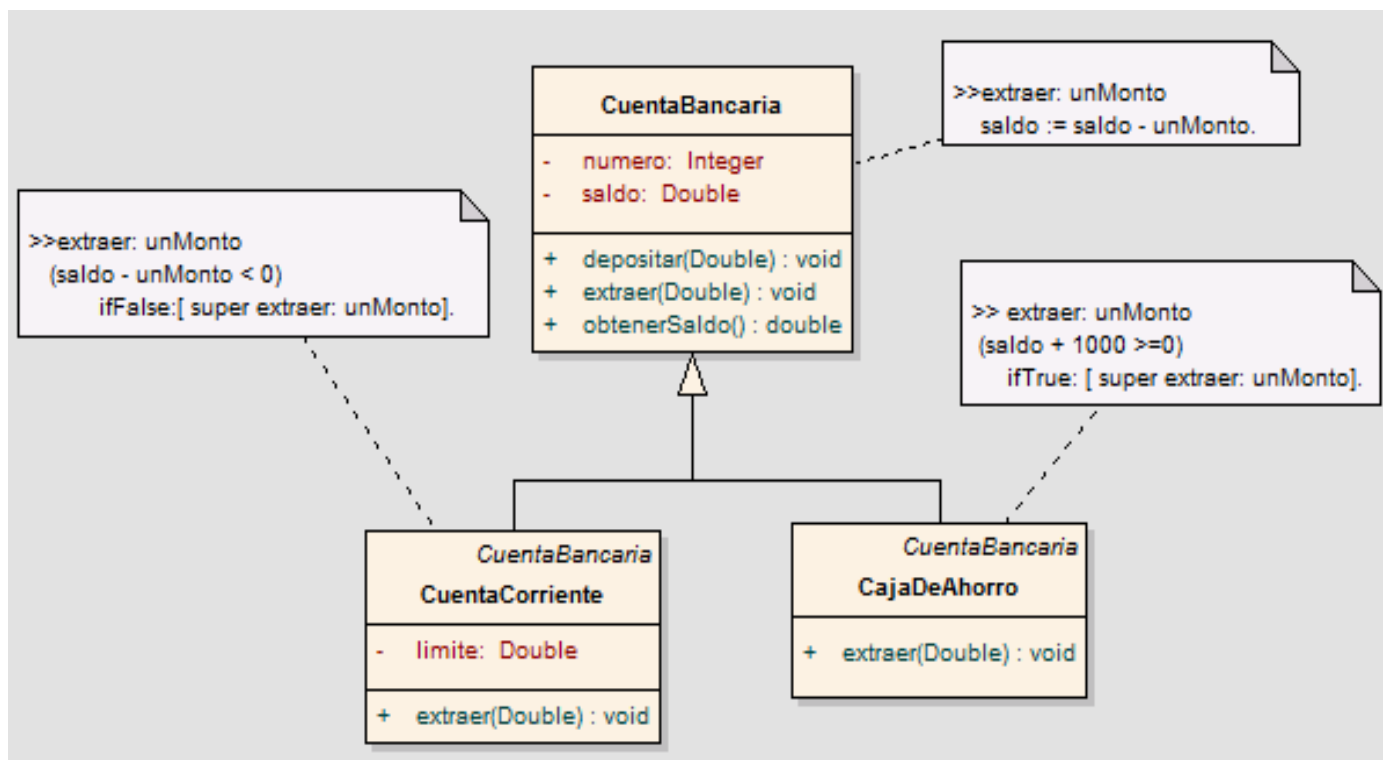 CuentaBancaria
- numero: Integer
- saldo: Double
+ depositar(Double) : void
+ extraer(Double) : void
+ obtenerSaldo() : double
>>extraer: unMonto
saldo := saldo - unMonto.
>>extraer: unMonto
(saldo - unMonto < 0)
ifFalse:[ super extraer: unMonto].
>> extraer: unMonto
(saldo + 1000 >=0)
ifTrue: [ super extraer: unMonto].
CuentaBancaria
CuentaCorriente
- limite: Double
+ extraer(Double) : void
CuentaBancaria
CajaDeAhorro
+ extraer(Double) : void